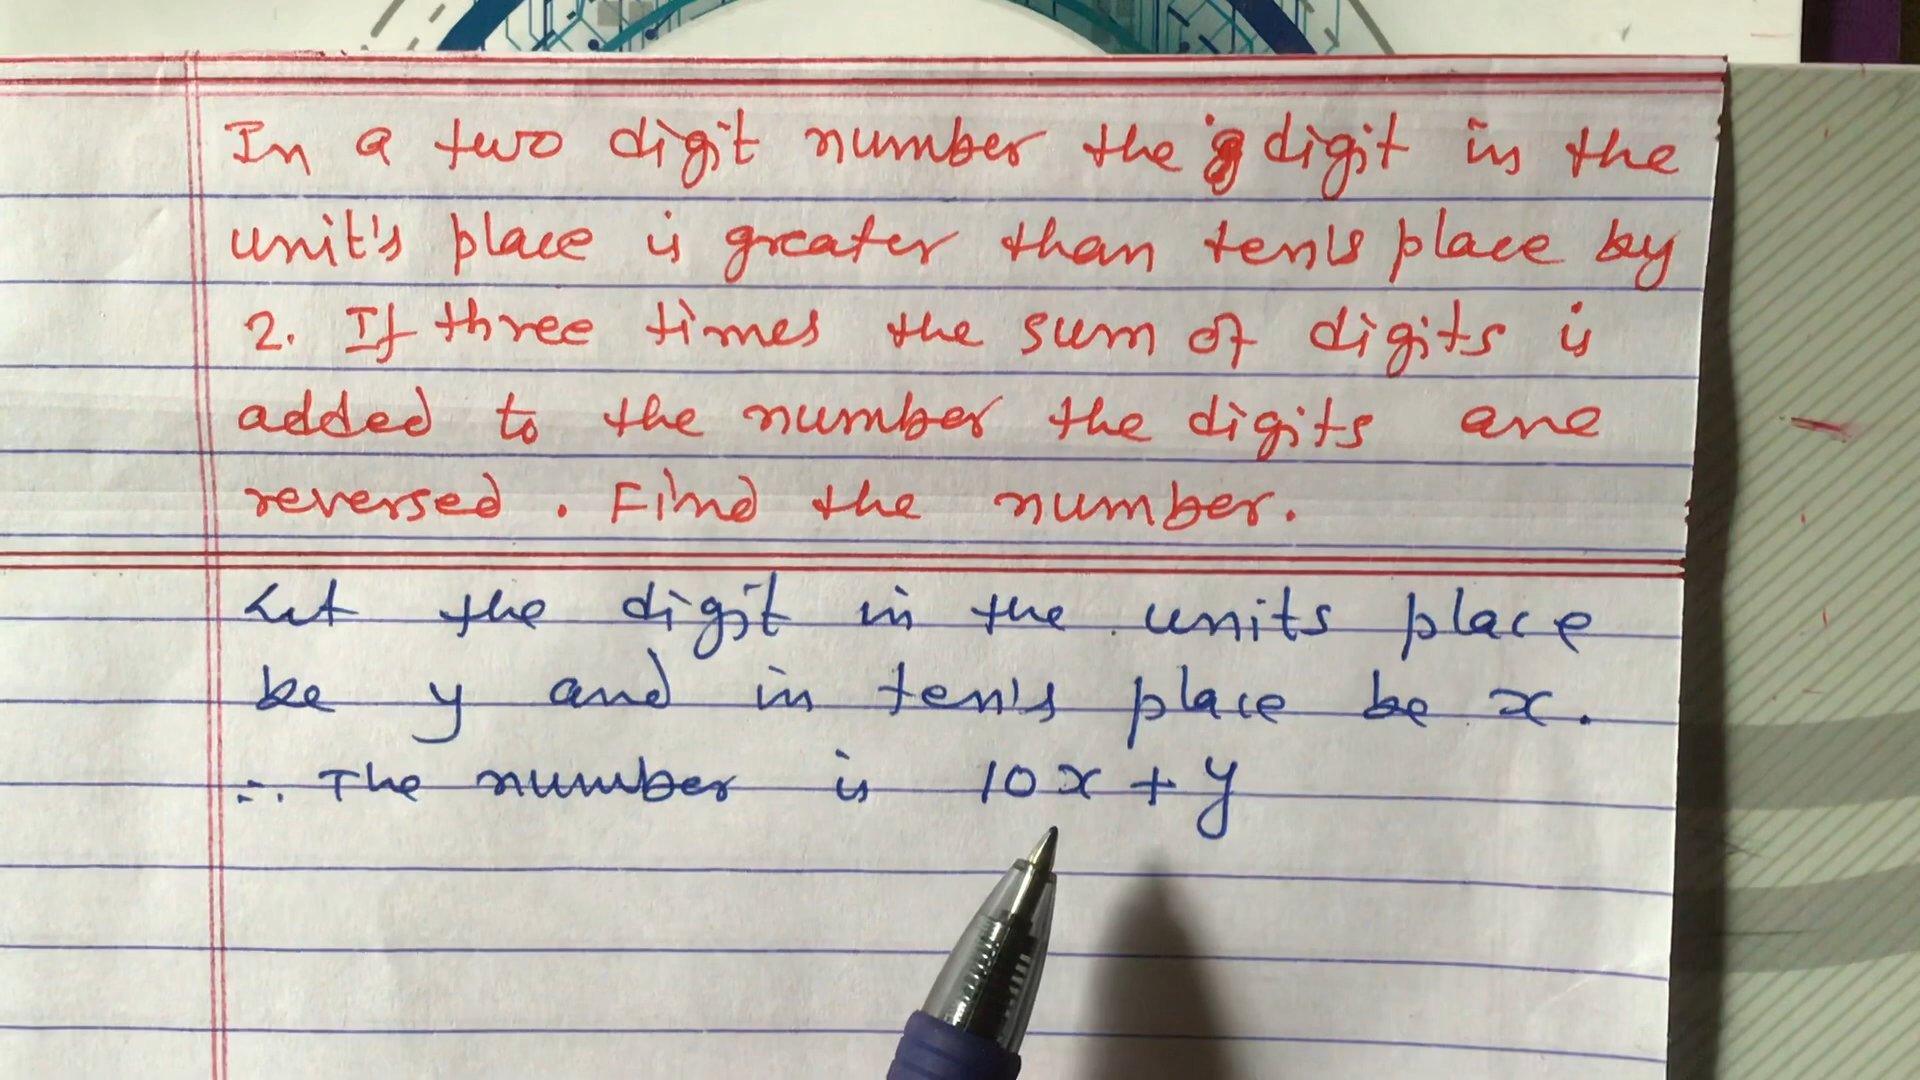 In a two digit number the digit in the
unit's place is greater than ten's place by
2. If three times the sum of digits is
added to the number the digits are
reversed. Find the number.
Let the digit in the units place
be y and in ten's place be x.
∴ The number is 10x + y